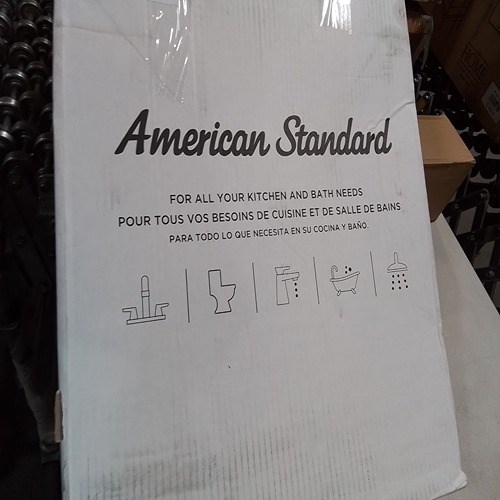 American Standard
FOR ALL YOUR KITCHEN AND BATH NEEDS
POUR TOUS VOS BESOINS DE CUISINE ET DE SALLE DE BAINS
PARA TODO LO QUE NECESITA EN SU COCINA Y BAÑO.